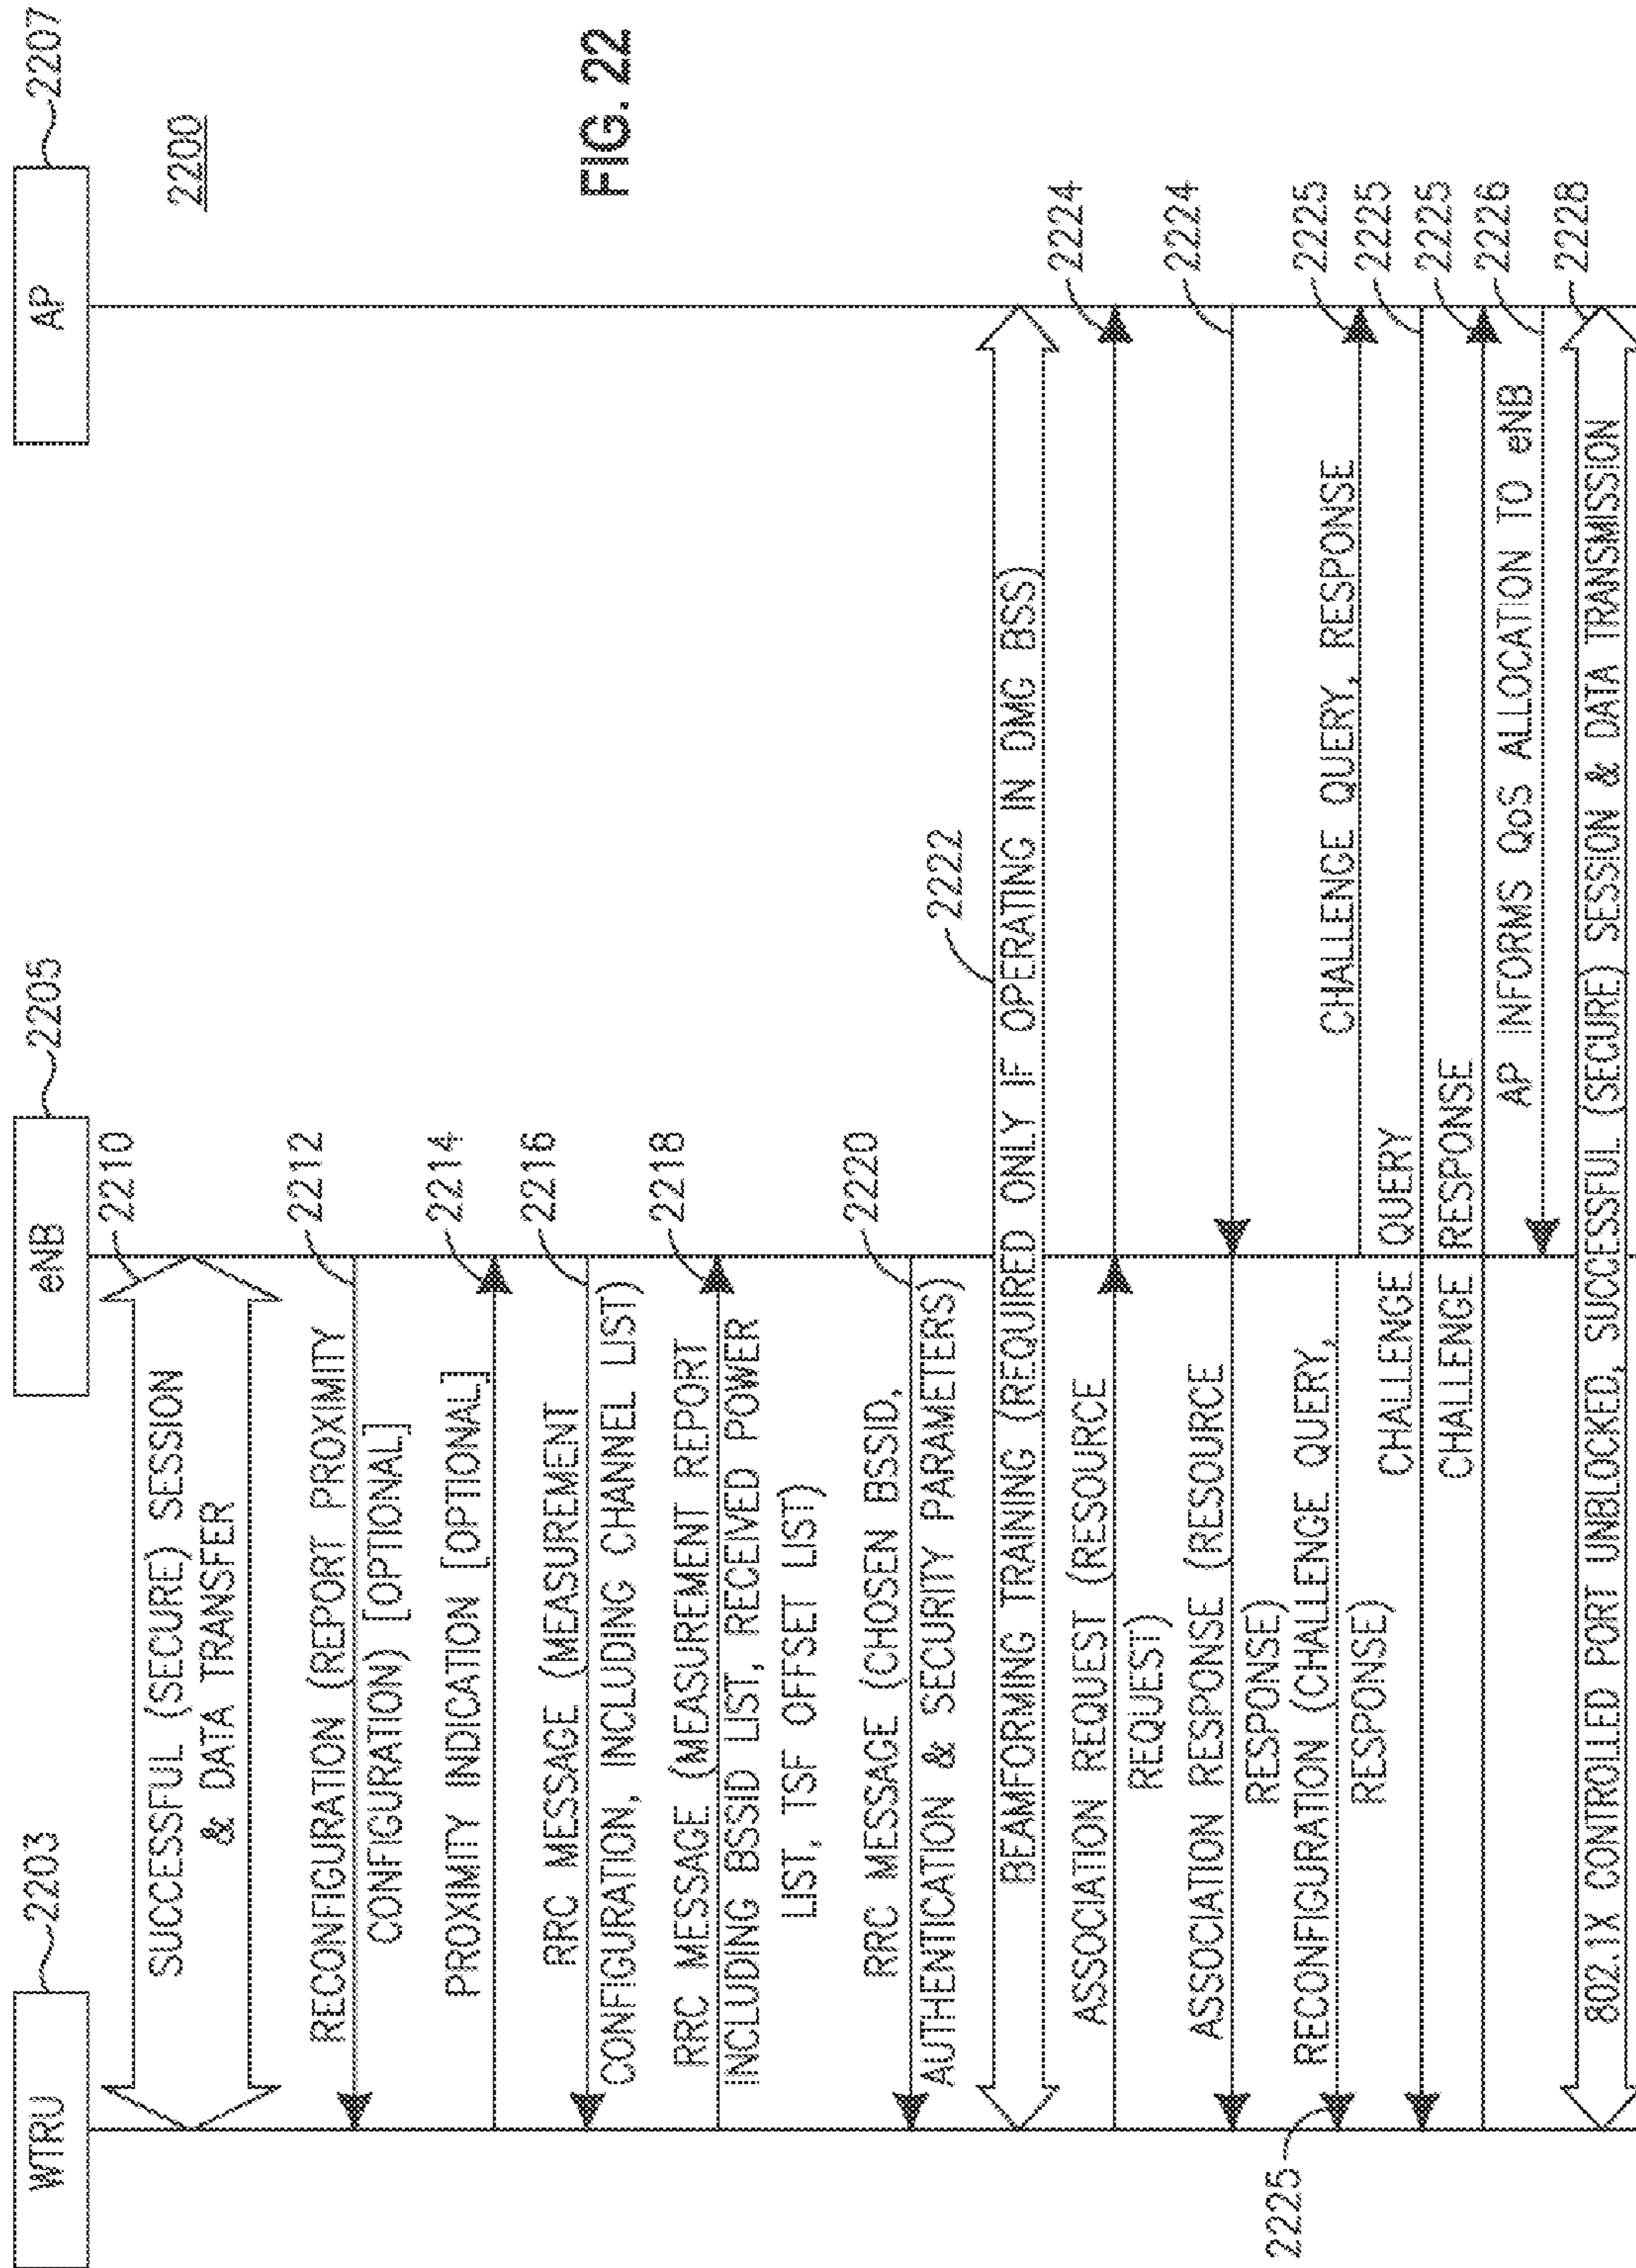 WTRU
2203
eNB
2205
AP
2207
2200
FIG. 22
2210
SUCCESSFUL (SECURE) SESSION
& DATA TRANSFER
2212
RECONFIGURATION (REPORT PROXIMITY
CONFIGURATION) [OPTIONAL]
2214
PROXIMITY INDICATION [OPTIONAL]
2216
RRC MESSAGE (MEASUREMENT
CONFIGURATION, INCLUDING CHANNEL LIST)
2218
RRC MESSAGE (MEASUREMENT REPORT
INCLUDING BSSID LIST, RECEIVED POWER
LIST, TSF OFFSET LIST)
2220
RRC MESSAGE (CHOSEN BSSID,
AUTHENTICATION & SECURITY PARAMETERS)
2222
BEAMFORMING TRAINING (REQUIRED ONLY IF OPERATING IN DMG BSS)
ASSOCIATION REQUEST (RESOURCE
REQUEST)
2224
ASSOCIATION RESPONSE (RESOURCE
RESPONSE)
2224
2225
RECONFIGURATION (CHALLENGE QUERY,
RESPONSE)
CHALLENGE QUERY, RESPONSE
2225
CHALLENGE QUERY
2225
CHALLENGE RESPONSE
2225
AP INFORMS QoS ALLOCATION TO eNB
2226
802.1X CONTROLLED PORT UNBLOCKED, SUCCESSFUL (SECURE) SESSION & DATA TRANSMISSION
2228